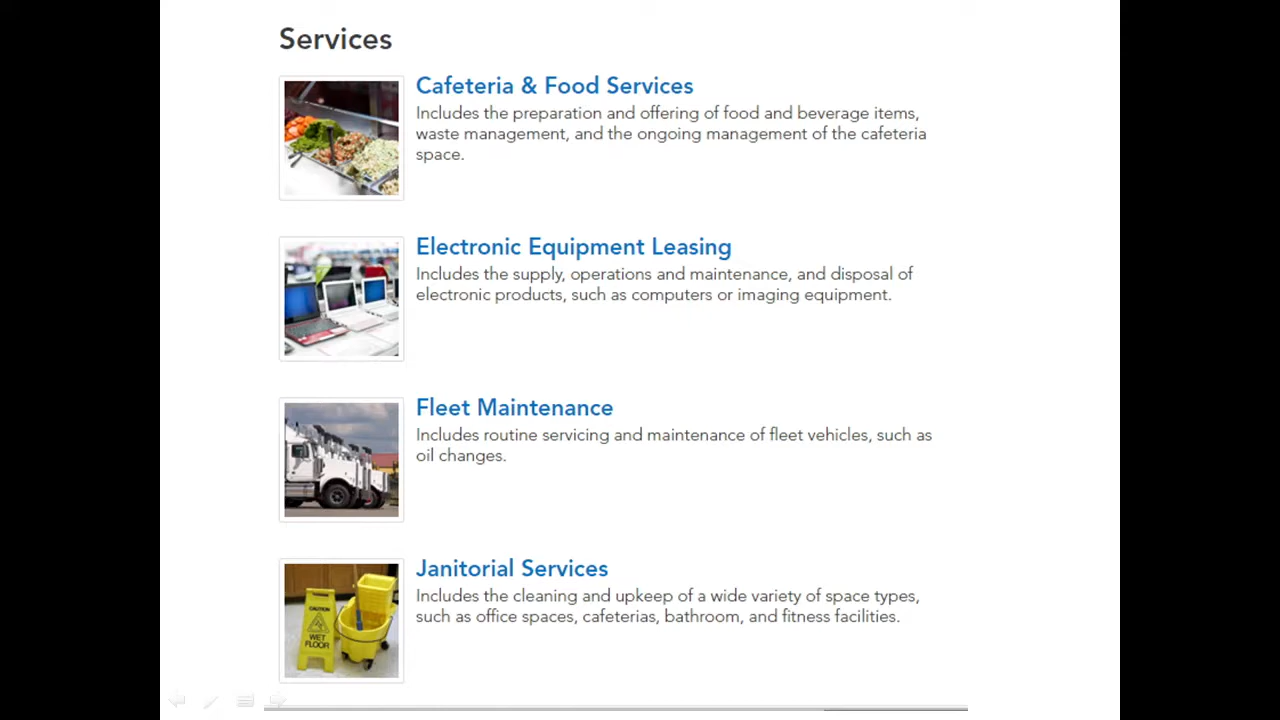 Services
Cafeteria & Food Services
Includes the preparation and offering of food and beverage items,
waste management, and the ongoing management of the cafeteria
space.
Electronic Equipment Leasing
Includes the supply, operations and maintenance, and disposal of
electronic products, such as computers or imaging equipment.
Fleet Maintenance
Includes routine servicing and maintenance of fleet vehicles, such as
oil changes.
Janitorial Services
Includes the cleaning and upkeep of a wide variety of space types,
such as office spaces, cafeterias, bathroom, and fitness facilities.
CAUTION
WET
FLOOR